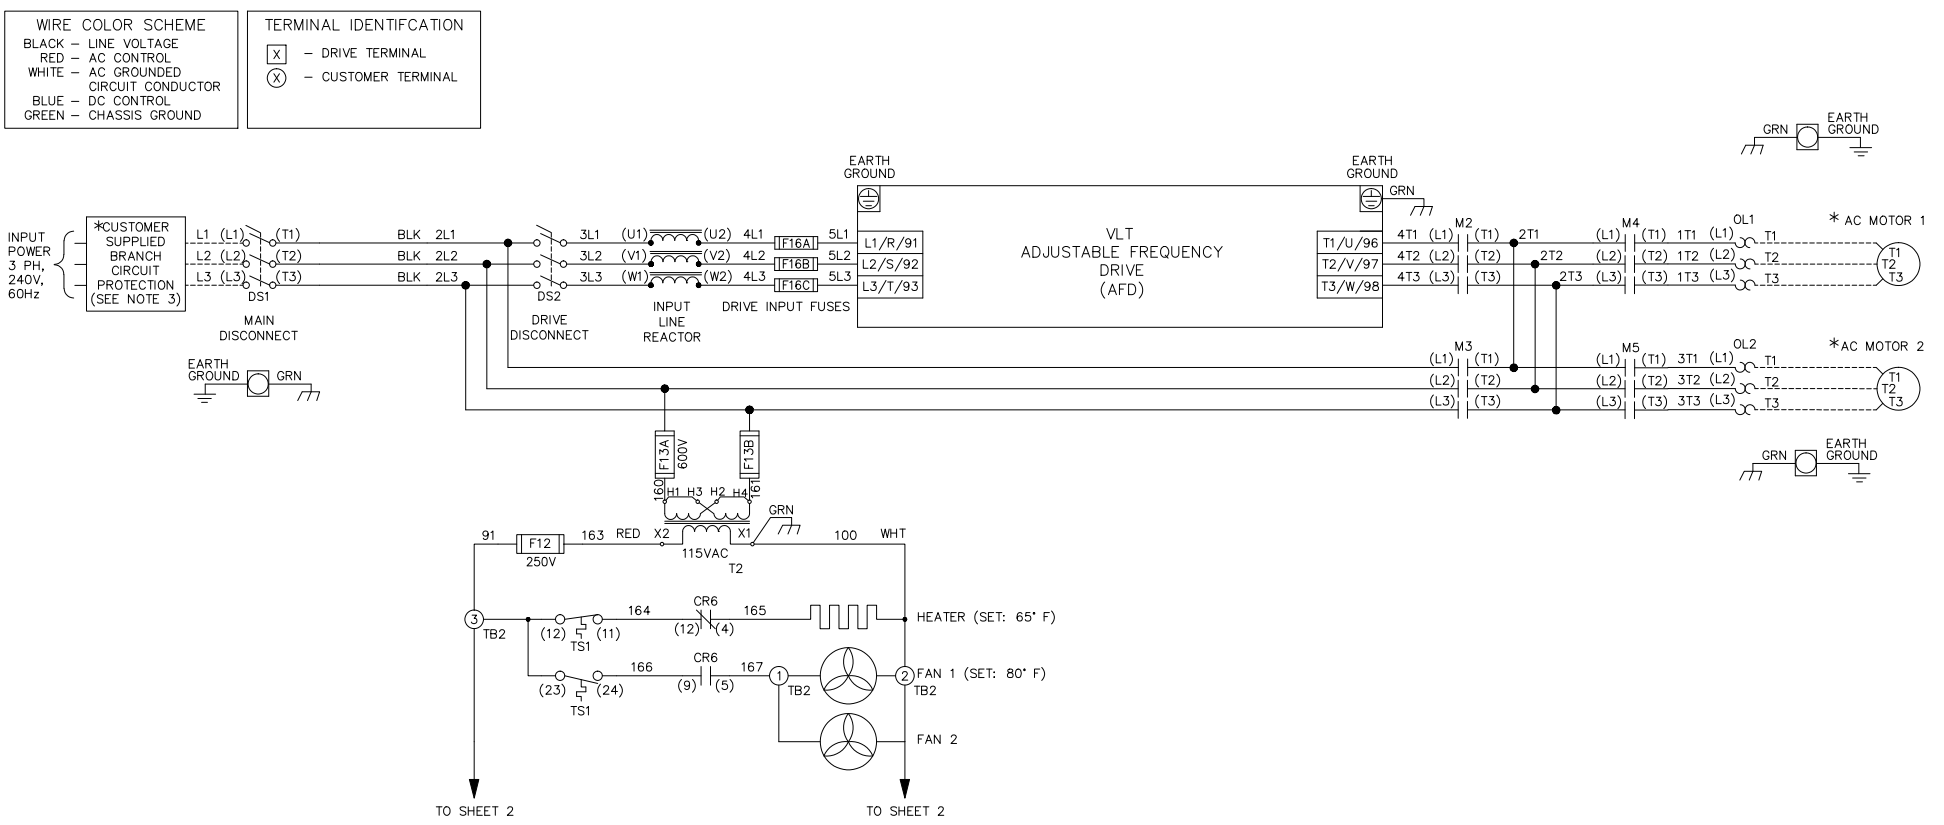 WIRE COLOR SCHEME
BLACK – LINE VOLTAGE
RED – AC CONTROL
WHITE – AC GROUNDED
CIRCUIT CONDUCTOR
BLUE – DC CONTROL
GREEN – CHASSIS GROUND
TERMINAL IDENTIFCATION
X – DRIVE TERMINAL
X – CUSTOMER TERMINAL
INPUT
POWER
3 PH,
240V,
60Hz
*CUSTOMER
SUPPLIED
BRANCH
CIRCUIT
PROTECTION
(SEE NOTE 3)
L1 (L1) (T1) BLK 2L1 3L1 (U1) (U2) 4L1 F16A 5L1 L1/R/91
L2 (L2) (T2) BLK 2L2 3L2 (V1) (V2) 4L2 F16B 5L2 L2/S/92
L3 (L3) (T3) BLK 2L3 3L3 (W1) (W2) 4L3 F16C 5L3 L3/T/93
DS1
MAIN
DISCONNECT
DS2
DRIVE
DISCONNECT
INPUT
LINE
REACTOR
DRIVE INPUT FUSES
EARTH
GROUND
GRN
EARTH
GROUND
VLT
ADJUSTABLE FREQUENCY
DRIVE
(AFD)
EARTH
GROUND
GRN
M2 M4 OL1
T1/U/96 4T1 (L1) (T1) 2T1 (L1) (T1) 1T1 (L1) T1
T2/V/97 4T2 (L2) (T2) 2T2 (L2) (T2) 1T2 (L2) T2
T3/W/98 4T3 (L3) (T3) 2T3 (L3) (T3) 1T3 (L3) T3
GRN
EARTH
GROUND
* AC MOTOR 1
T1
T2
T3
M3 M5 OL2
(L1) (T1) (L1) (T1) 3T1 (L1) T1
(L2) (T2) (L2) (T2) 3T2 (L2) T2
(L3) (T3) (L3) (T3) 3T3 (L3) T3
*AC MOTOR 2
T1
T2
T3
GRN
EARTH
GROUND
F13A
600V
F13B
160
H1 H3 H2 H4
161
GRN
91 F12 163 RED X2 X1 100 WHT
250V
115VAC
T2
3
TB2
(12) (11)
TS1
164
CR6
(12) (4)
165
HEATER (SET: 65° F)
(23) (24)
TS1
166
CR6
(9) (5)
167
1
TB2
2
TB2
FAN 1 (SET: 80° F)
FAN 2
TO SHEET 2
TO SHEET 2